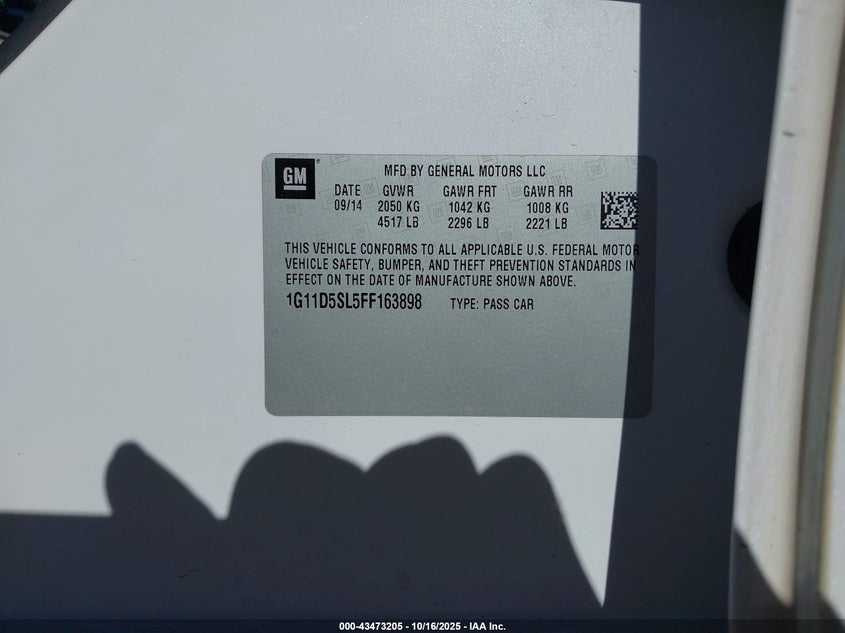 GM
MFD BY GENERAL MOTORS LLC
DATE GVWR GAWR FRT GAWR RR
09/14 2050 KG 1042 KG 1008 KG
4517 LB 2296 LB 2221 LB
THIS VEHICLE CONFORMS TO ALL APPLICABLE U.S. FEDERAL MOTOR
VEHICLE SAFETY, BUMPER, AND THEFT PREVENTION STANDARDS IN
EFFECT ON THE DATE OF MANUFACTURE SHOWN ABOVE.
1G11D5SL5FF163898 TYPE: PASS CAR
000-43473205 - 10/16/2025 - IAA Inc.